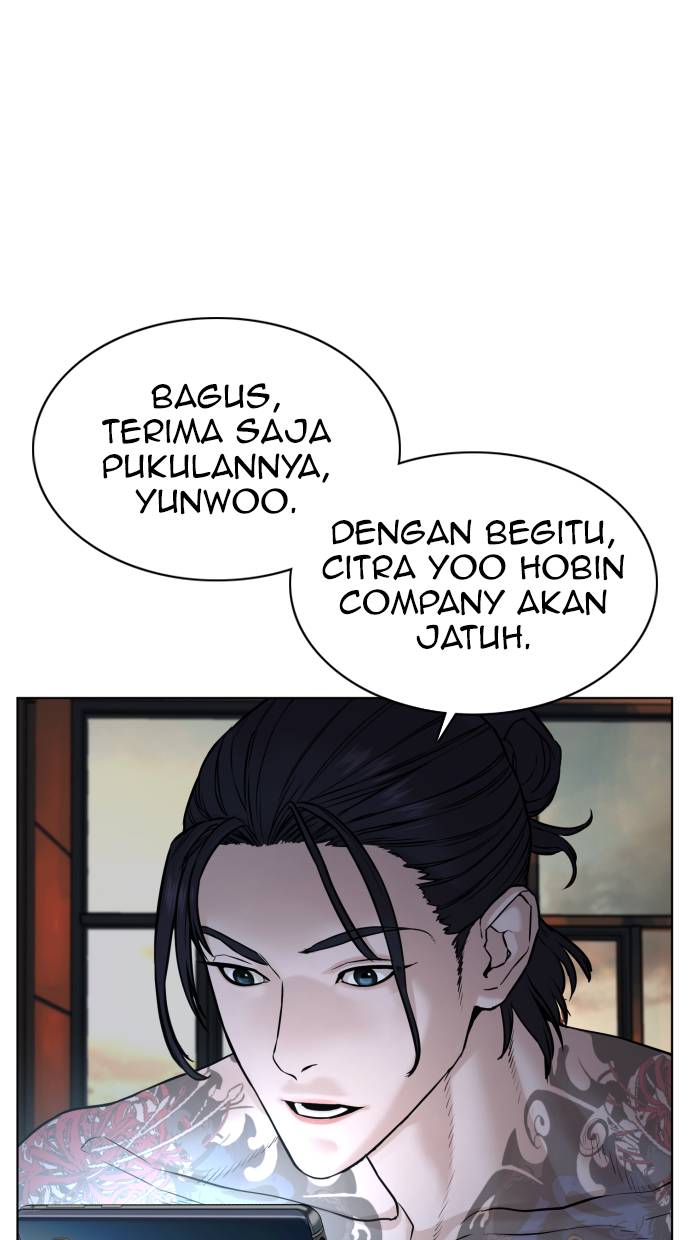 BAGUS,
TERIMA SAJA
PUKULANNYA,
YUNWOO.
DENGAN BEGITU,
CITRA YOO HOBIN
COMPANY AKAN
JATUH.